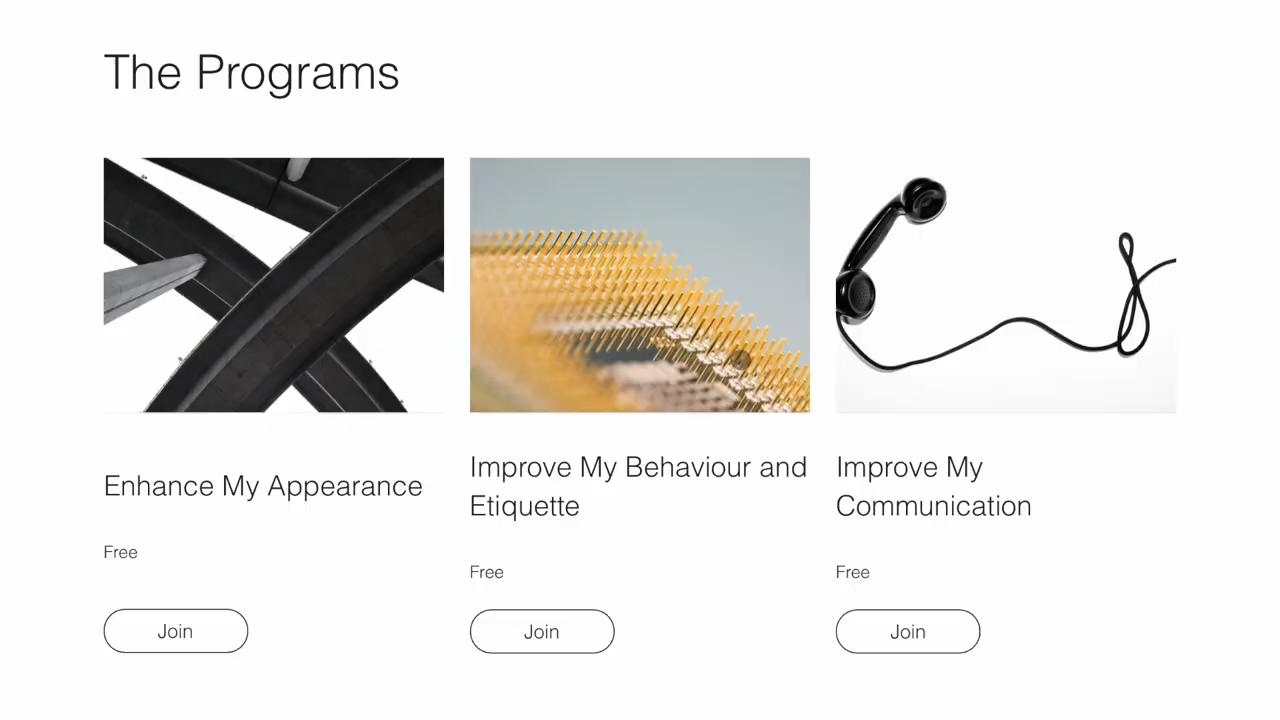 The Programs
Enhance My Appearance
Free
Join
Improve My Behaviour and
Etiquette
Free
Join
Improve My
Communication
Free
Join